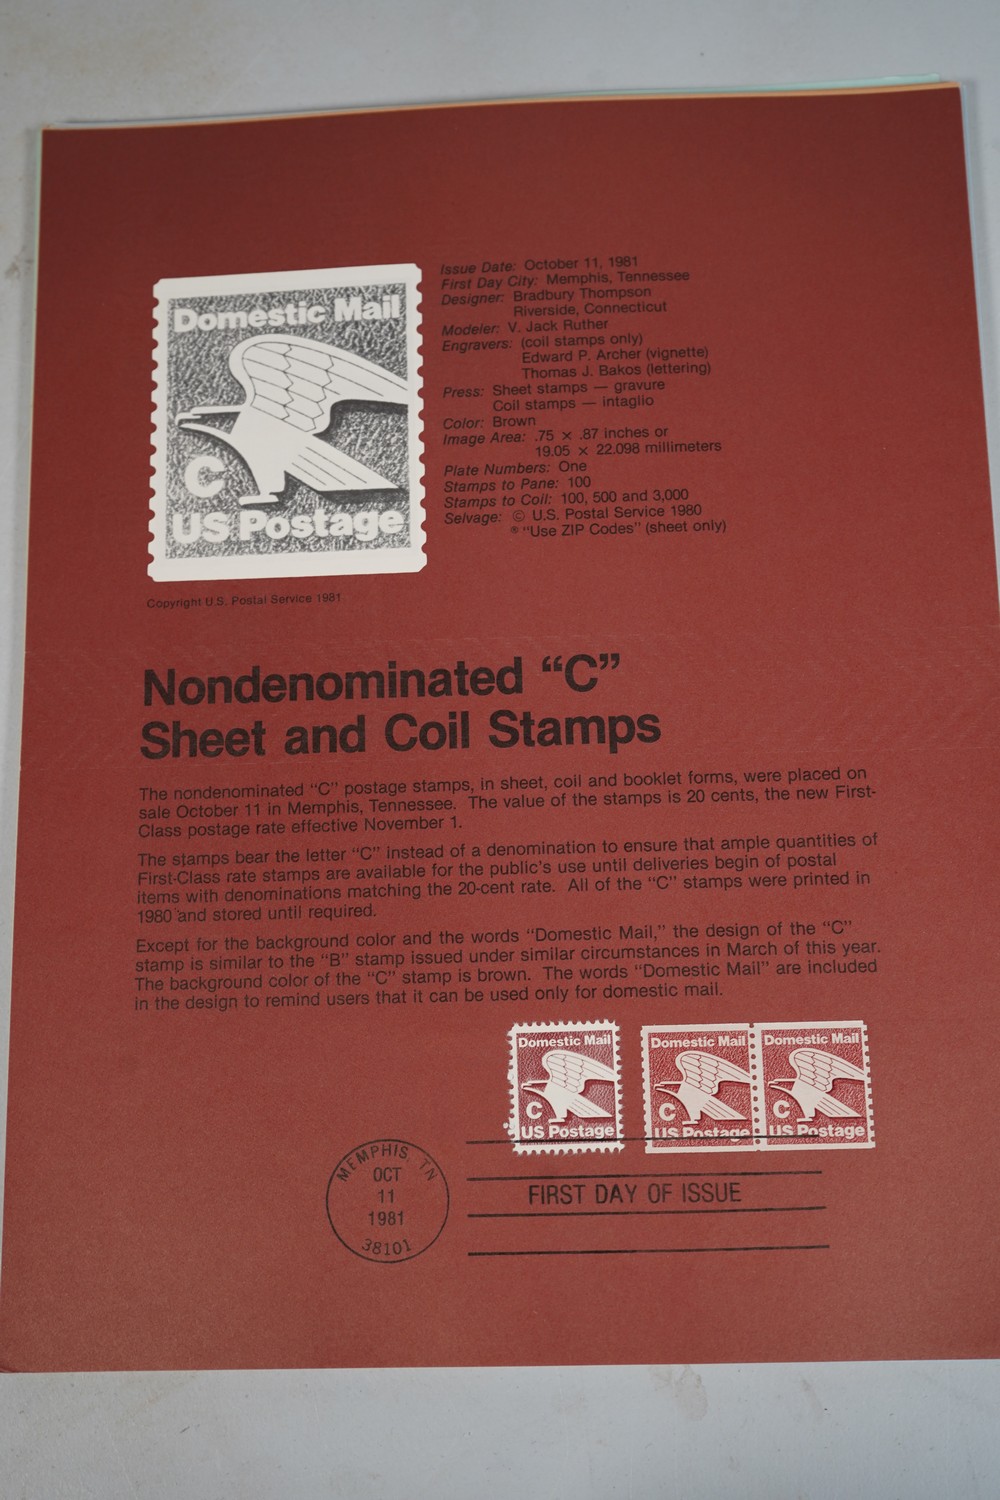 Domestic Mail
C
US Postage
Copyright U.S. Postal Service 1981
Issue Date: October 11, 1981
First Day City: Memphis, Tennessee
Designer: Bradbury Thompson
Riverside, Connecticut
Modeler: V. Jack Ruther
Engravers: (coil stamps only)
Edward P. Archer (vignette)
Thomas J. Bakos (lettering)
Press: Sheet stamps — gravure
Coil stamps — intaglio
Color: Brown
Image Area: .75 × .87 inches or
19.05 × 22.098 millimeters
Plate Numbers: One
Stamps to Pane: 100
Stamps to Coil: 100, 500 and 3,000
Selvage: © U.S. Postal Service 1980
® "Use ZIP Codes" (sheet only)
Nondenominated "C"
Sheet and Coil Stamps
The nondenominated "C" postage stamps, in sheet, coil and booklet forms, were placed on
sale October 11 in Memphis, Tennessee. The value of the stamps is 20 cents, the new First-
Class postage rate effective November 1.
The stamps bear the letter "C" instead of a denomination to ensure that ample quantities of
First-Class rate stamps are available for the public's use until deliveries begin of postal
items with denominations matching the 20-cent rate. All of the "C" stamps were printed in
1980 and stored until required.
Except for the background color and the words "Domestic Mail," the design of the "C"
stamp is similar to the "B" stamp issued under similar circumstances in March of this year.
The background color of the "C" stamp is brown. The words "Domestic Mail" are included
in the design to remind users that it can be used only for domestic mail.
Domestic Mail
C
US Postage
Domestic Mail
C
US Postage
Domestic Mail
C
US Postage
MEMPHIS, TN
OCT
11
1981
38101
FIRST DAY OF ISSUE